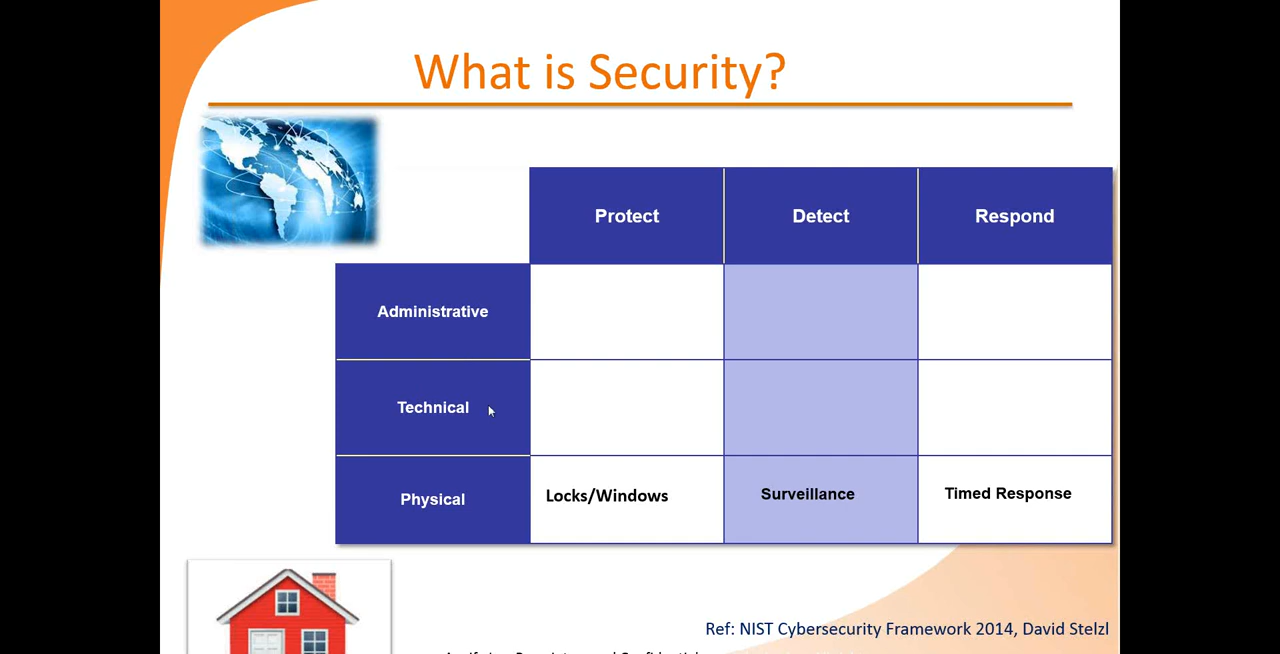 What is Security?
Protect Detect Respond
Administrative
Technical
Physical Locks/Windows Surveillance Timed Response
Ref: NIST Cybersecurity Framework 2014, David Stelzl